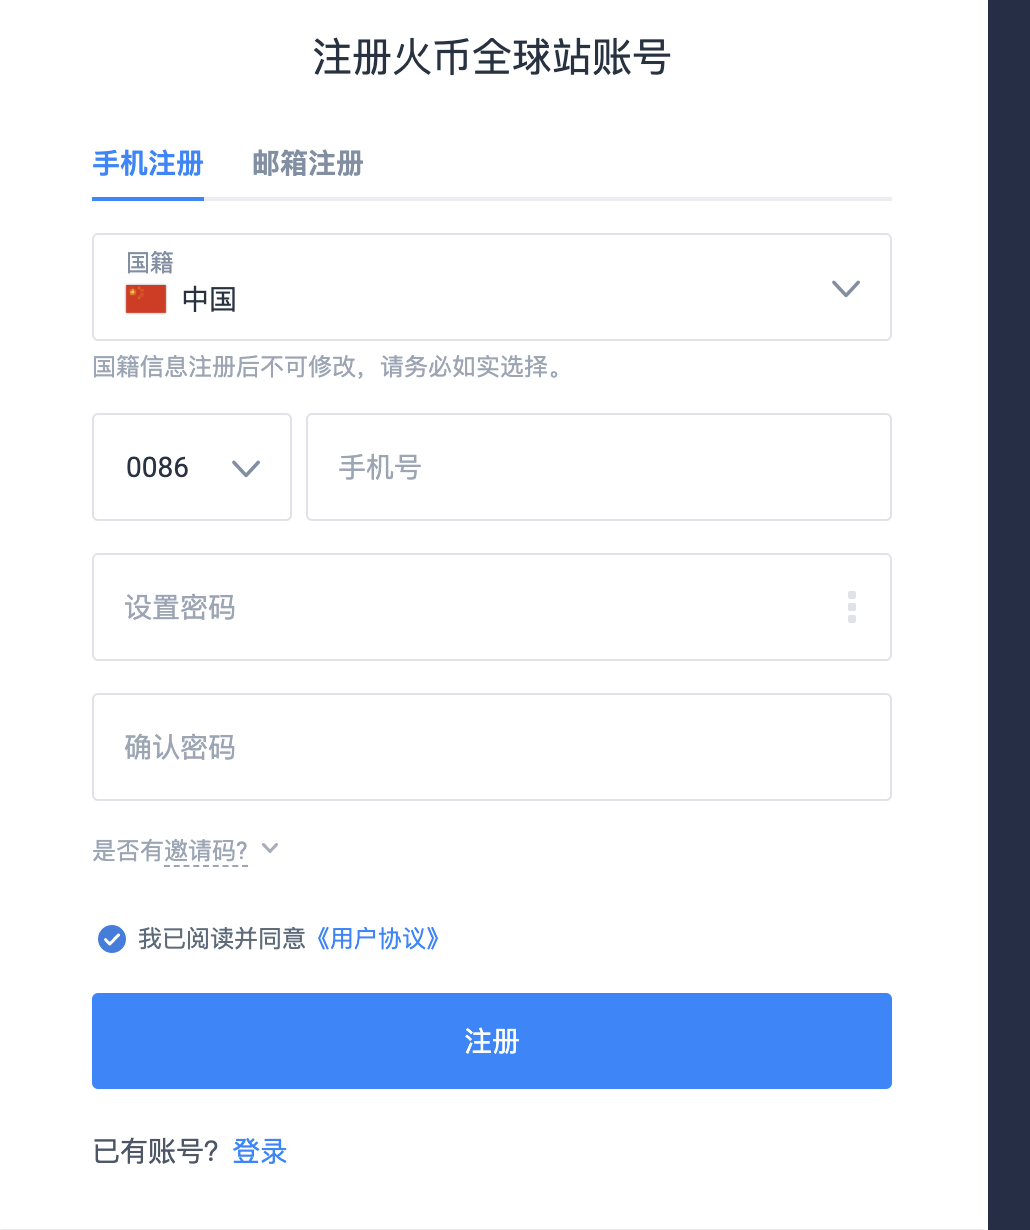 注册火币全球站账号
手机注册 邮箱注册
国籍
中国
国籍信息注册后不可修改，请务必如实选择。
0086 手机号
设置密码
确认密码
是否有邀请码?
我已阅读并同意《用户协议》
注册
已有账号? 登录